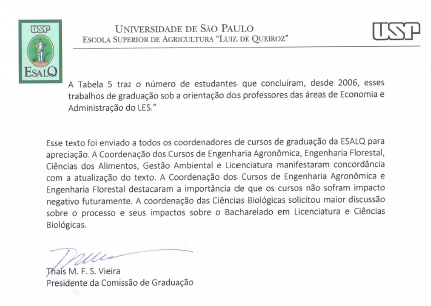 USP
ESALQ
UNIVERSIDADE DE SÃO PAULO
ESCOLA SUPERIOR DE AGRICULTURA "LUIZ DE QUEIROZ"
USP
A Tabela 5 traz o número de estudantes que concluíram, desde 2006, esses
trabalhos de graduação sob a orientação dos professores das áreas de Economia e
Administração do LES."
Esse texto foi enviado a todos os coordenadores de cursos de graduação da ESALQ para
apreciação. A Coordenação dos Cursos de Engenharia Agronômica, Engenharia Florestal,
Ciências dos Alimentos, Gestão Ambiental e Licenciatura manifestaram concordância
com a atualização do texto. A Coordenação dos Cursos de Engenharia Agronômica e
Engenharia Florestal destacaram a importância de que os cursos não sofram impacto
negativo futuramente. A coordenação das Ciências Biológicas solicitou maior discussão
sobre o processo e seus impactos sobre o Bacharelado em Licenciatura e Ciências
Biológicas.
Thais M. F. S. Vieira
Presidente da Comissão de Graduação